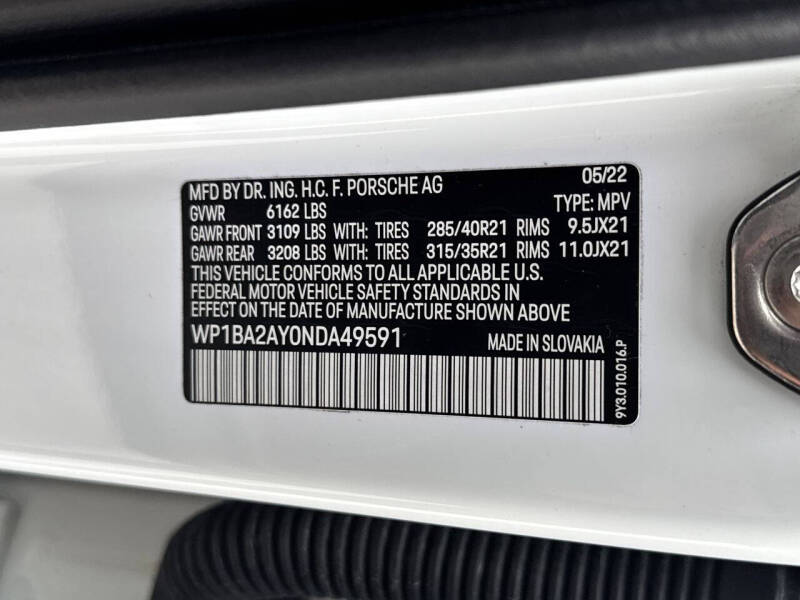 MFD BY DR. ING. H.C. F. PORSCHE AG 05/22
GVWR 6162 LBS TYPE: MPV
GAWR FRONT 3109 LBS WITH: TIRES 285/40R21 RIMS 9.5JX21
GAWR REAR 3208 LBS WITH: TIRES 315/35R21 RIMS 11.0JX21
THIS VEHICLE CONFORMS TO ALL APPLICABLE U.S.
FEDERAL MOTOR VEHICLE SAFETY STANDARDS IN
EFFECT ON THE DATE OF MANUFACTURE SHOWN ABOVE
WP1BA2AY0NDA49591 MADE IN SLOVAKIA
9Y3.010.016.P